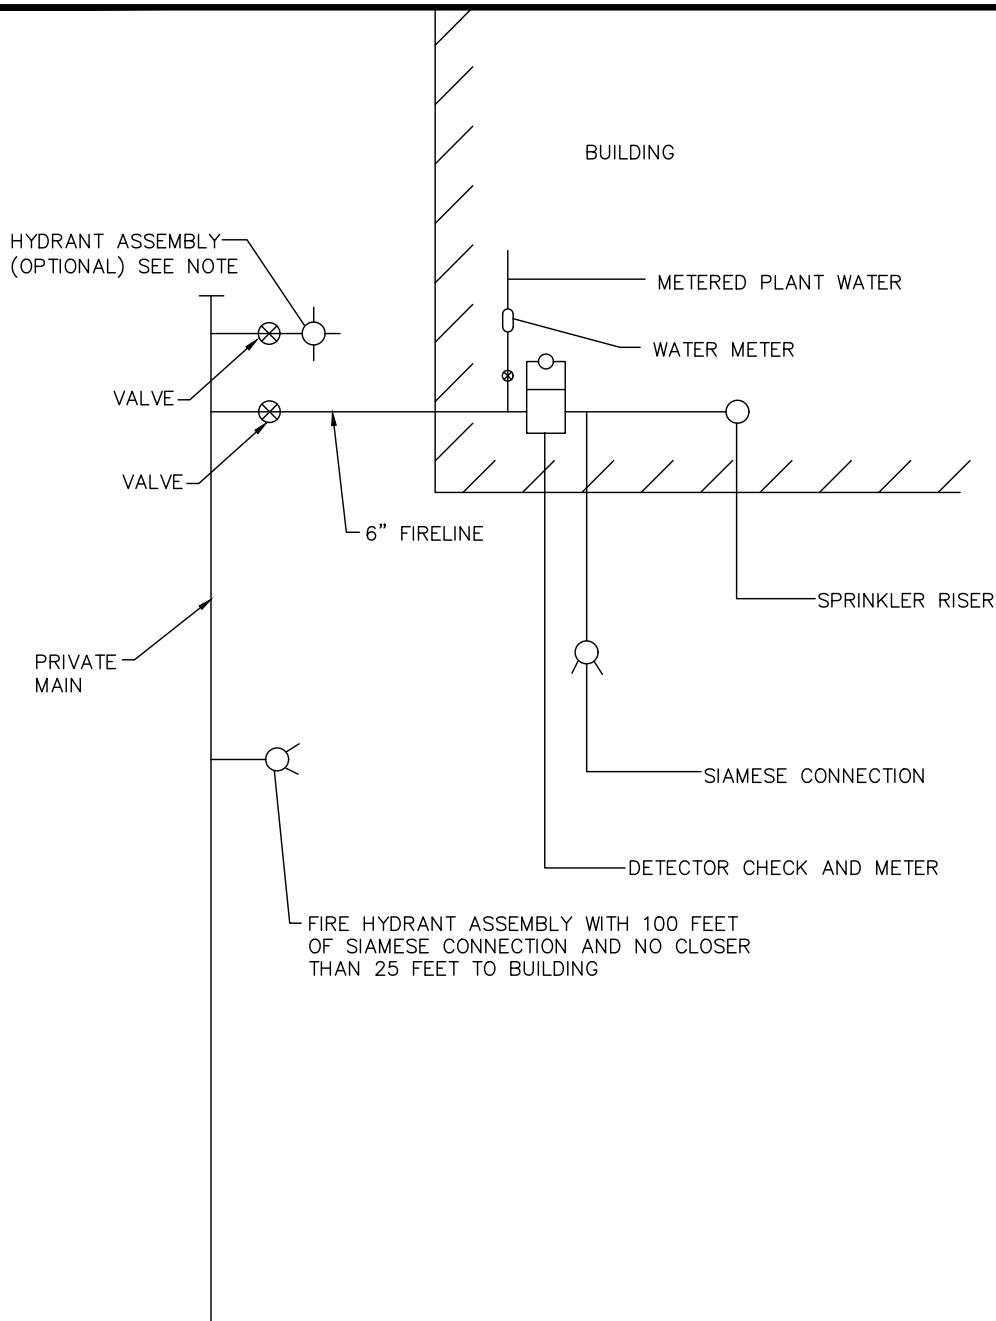 BUILDING
HYDRANT ASSEMBLY
(OPTIONAL) SEE NOTE
METERED PLANT WATER
WATER METER
VALVE
VALVE
6” FIRELINE
SPRINKLER RISER
PRIVATE
MAIN
SIAMESE CONNECTION
DETECTOR CHECK AND METER
FIRE HYDRANT ASSEMBLY WITH 100 FEET
OF SIAMESE CONNECTION AND NO CLOSER
THAN 25 FEET TO BUILDING